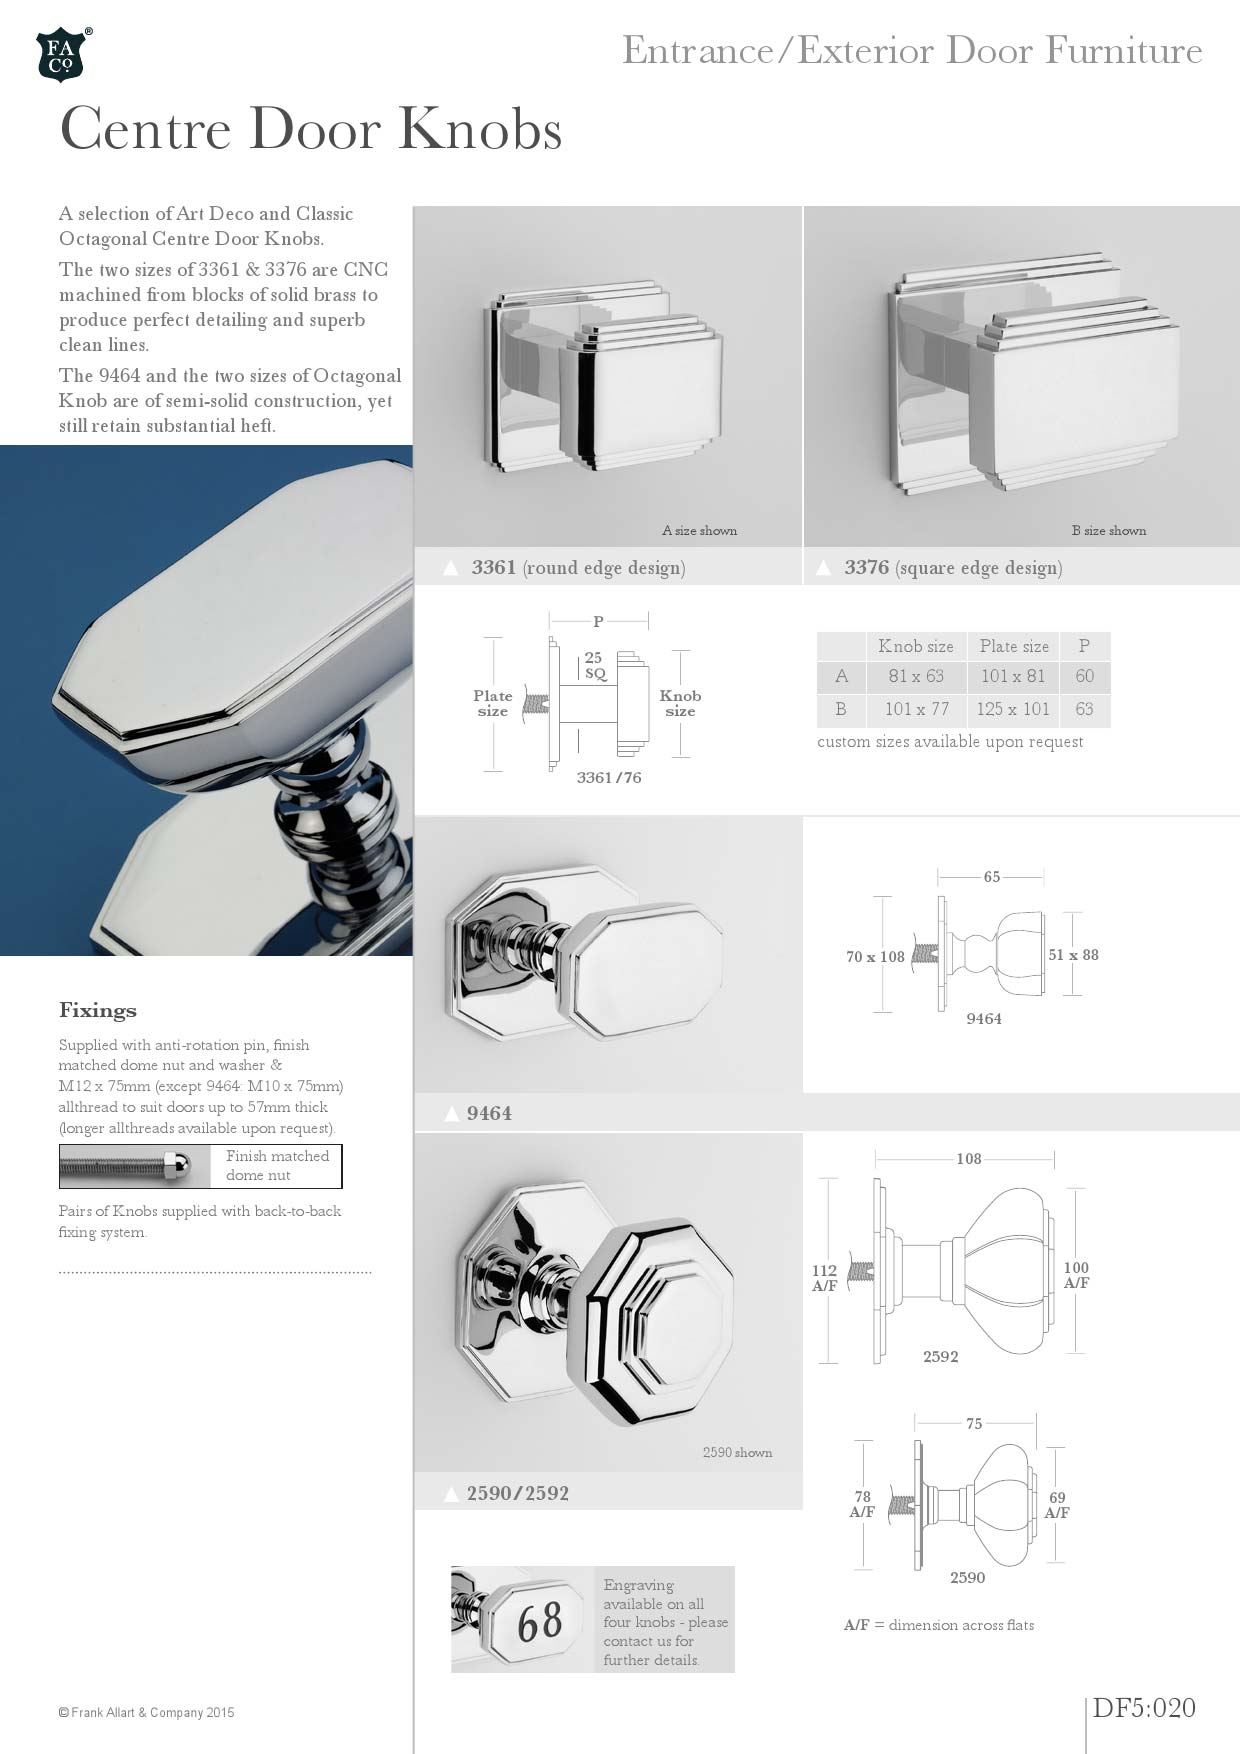 FA
Co.
®
Entrance/Exterior Door Furniture
Centre Door Knobs
A selection of Art Deco and Classic
Octagonal Centre Door Knobs.
The two sizes of 3361 & 3376 are CNC
machined from blocks of solid brass to
produce perfect detailing and superb
clean lines.
The 9464 and the two sizes of Octagonal
Knob are of semi-solid construction, yet
still retain substantial heft.
Fixings
Supplied with anti-rotation pin, finish
matched dome nut and washer &
M12 x 75mm (except 9464: M10 x 75mm)
allthread to suit doors up to 57mm thick
(longer allthreads available upon request).
Finish matched
dome nut
Pairs of Knobs supplied with back-to-back
fixing system.
A size shown
B size shown
3361 (round edge design)
3376 (square edge design)
P
25
SQ
Plate
size
Knob
size
3361/76
Knob size Plate size P
A 81 x 63 101 x 81 60
B 101 x 77 125 x 101 63
custom sizes available upon request
65
70 x 108
51 x 88
9464
9464
108
112
A/F
100
A/F
2592
2590 shown
2590/2592
75
78
A/F
69
A/F
2590
68
Engraving
available on all
four knobs - please
contact us for
further details.
A/F = dimension across flats
© Frank Allart & Company 2015
DF5:020